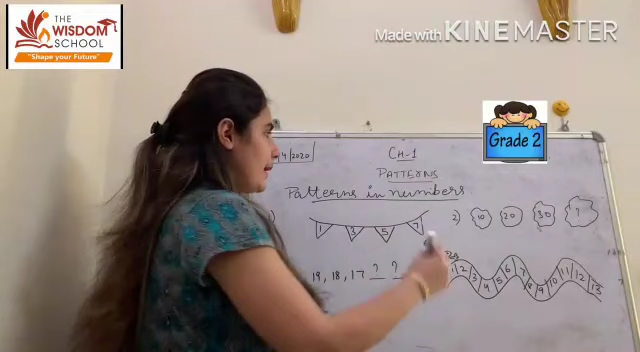 THE
WISDOM
SCHOOL
"Shape your Future"
Made with KINEMASTER
Grade 2
4/2020
CH-1
PATTERNS
Patterns in numbers
1 3 5 7
2) 10 20 30 ?
19, 18, 17 ? ?
1 2 3 4 5 6 7 8 9 10 11 12 13